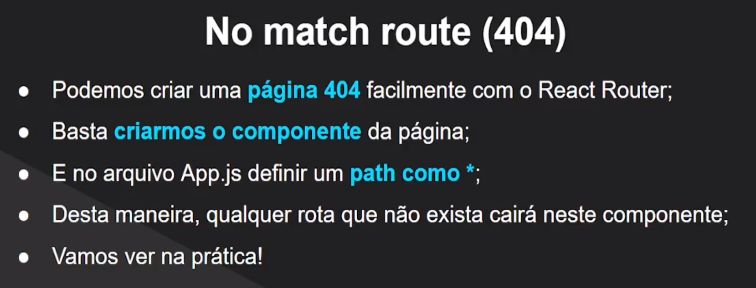 No match route (404)
● Podemos criar uma página 404 facilmente com o React Router;
● Basta criarmos o componente da página;
● E no arquivo App.js definir um path como *;
● Desta maneira, qualquer rota que não exista cairá neste componente;
● Vamos ver na prática!